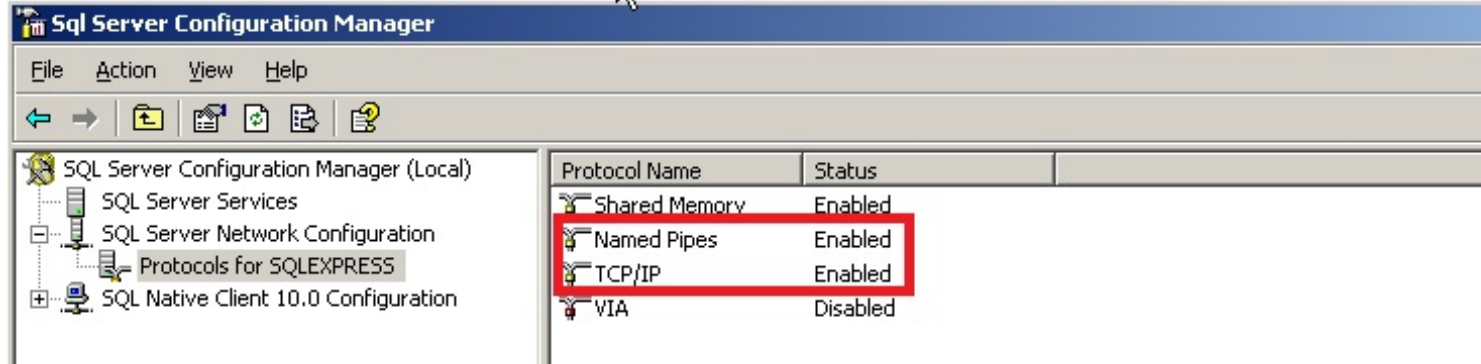 Sql Server Configuration Manager
File Action View Help
SQL Server Configuration Manager (Local)
SQL Server Services
SQL Server Network Configuration
Protocols for SQLEXPRESS
SQL Native Client 10.0 Configuration
Protocol Name Status
Shared Memory Enabled
Named Pipes Enabled
TCP/IP Enabled
VIA Disabled